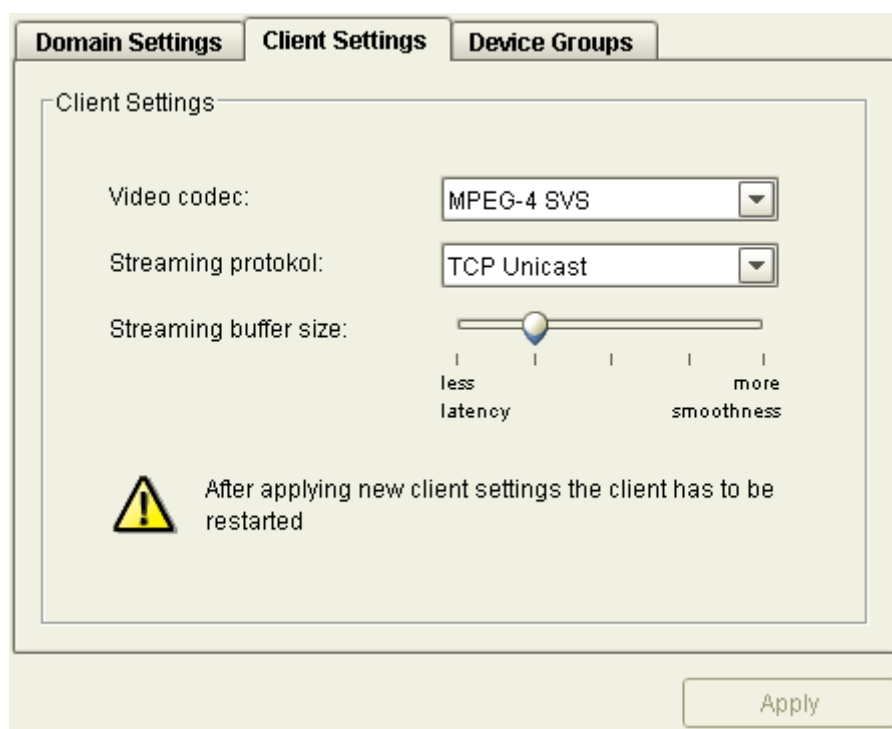 Domain Settings
Client Settings
Device Groups
Client Settings
Video codec:
MPEG-4 SVS
Streaming protokol:
TCP Unicast
Streaming buffer size:
less
more
latency
smoothness
After applying new client settings the client has to be
restarted
Apply